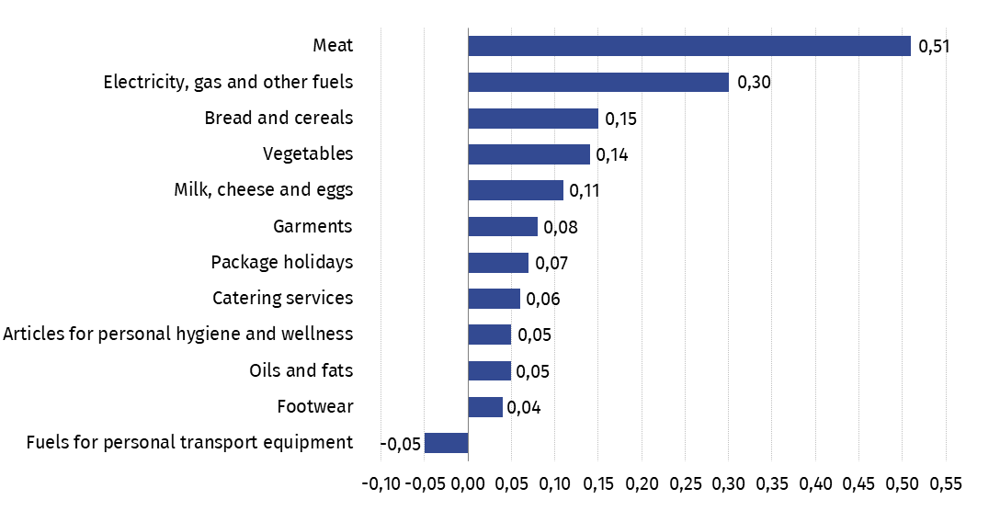 Meat 0,51
Electricity, gas and other fuels 0,30
Bread and cereals 0,15
Vegetables 0,14
Milk, cheese and eggs 0,11
Garments 0,08
Package holidays 0,07
Catering services 0,06
Articles for personal hygiene and wellness 0,05
Oils and fats 0,05
Footwear 0,04
Fuels for personal transport equipment -0,05
-0,10 -0,05 0,00 0,05 0,10 0,15 0,20 0,25 0,30 0,35 0,40 0,45 0,50 0,55